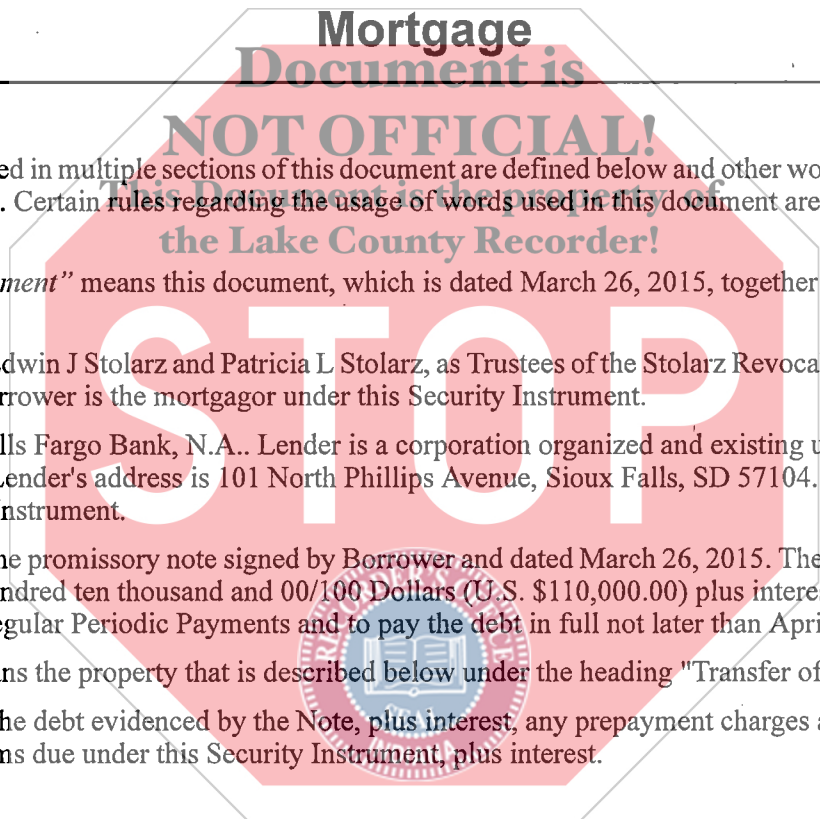 Mortgage
Document is
NOT OFFICIAL!
ed in multiple sections of this document are defined below and other wo
This Document is the property of
. Certain rules regarding the usage of words used in this document are
the Lake County Recorder!
ment” means this document, which is dated March 26, 2015, together
STOP
dwin J Stolarz and Patricia L Stolarz, as Trustees of the Stolarz Revoca
rrower is the mortgagor under this Security Instrument.
lls Fargo Bank, N.A.. Lender is a corporation organized and existing u
Lender's address is 101 North Phillips Avenue, Sioux Falls, SD 57104.
nstrument.
he promissory note signed by Borrower and dated March 26, 2015. The
ndred ten thousand and 00/100 Dollars (U.S. $110,000.00) plus intere
egular Periodic Payments and to pay the debt in full not later than Apri
ns the property that is described below under the heading "Transfer of
he debt evidenced by the Note, plus interest, any prepayment charges a
ms due under this Security Instrument, plus interest.
RECORDER'S OFFICE
SEAL
INDIANA